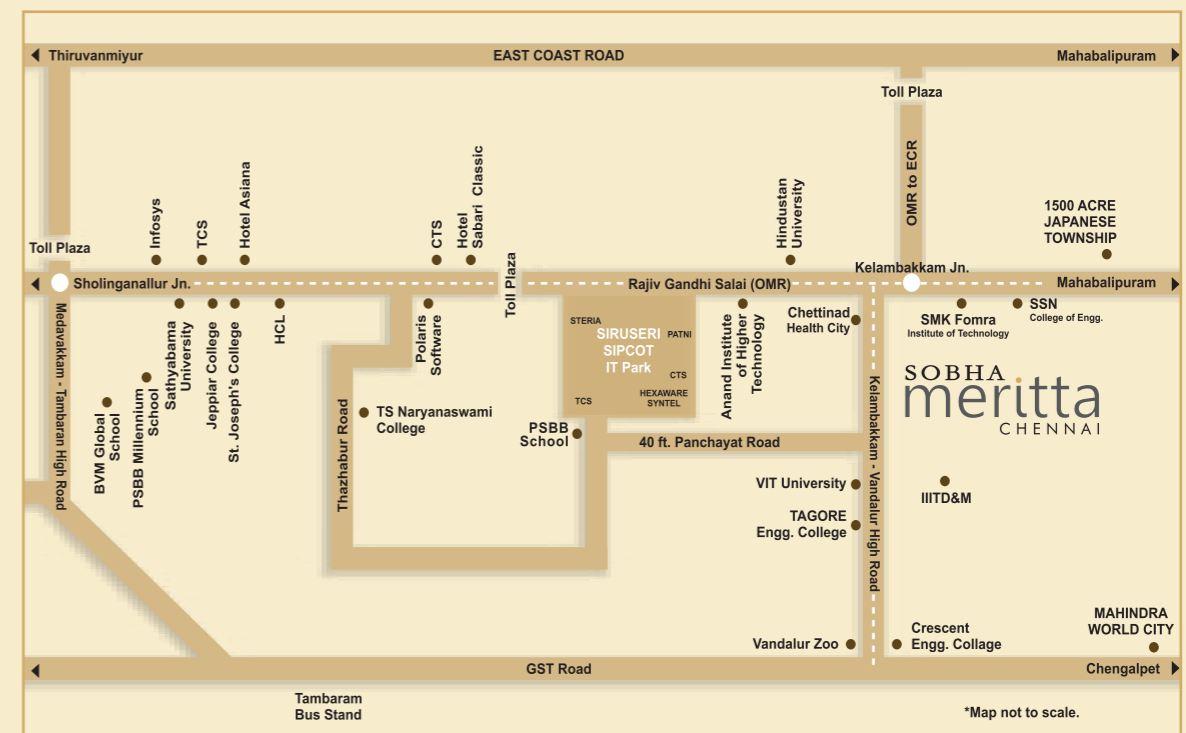 Thiruvanmiyur
EAST COAST ROAD
Mahabalipuram
Toll Plaza
OMR to ECR
Infosys
TCS
Hotel Asiana
CTS
Hotel
Sabari Classic
Hindustan
University
1500 ACRE
JAPANESE
TOWNSHIP
Toll Plaza
Toll Plaza
Kelambakkam Jn.
Sholinganallur Jn.
Rajiv Gandhi Salai (OMR)
Mahabalipuram
Medavakkam - Tambaran High Road
BVM Global
School
PSBB Millennium
School
Sathyabama
University
Jeppiar College
St. Joseph's College
HCL
Polaris
Software
STERIA
SIRUSERI
SIPCOT
IT Park
PATNI
CTS
TCS
HEXAWARE
SYNTEL
Anand Institute
of Higher
Technology
Chettinad
Health City
SMK Fomra
Institute of Technology
SSN
College of Engg.
SOBHA
meritta
CHENNAI
Thazhabur Road
TS Naryanaswami
College
PSBB
School
40 ft. Panchayat Road
Kelambakkam - Vandalur High Road
VIT University
TAGORE
Engg. College
IIITD&M
Vandalur Zoo
Crescent
Engg. Collage
MAHINDRA
WORLD CITY
GST Road
Chengalpet
Tambaram
Bus Stand
*Map not to scale.